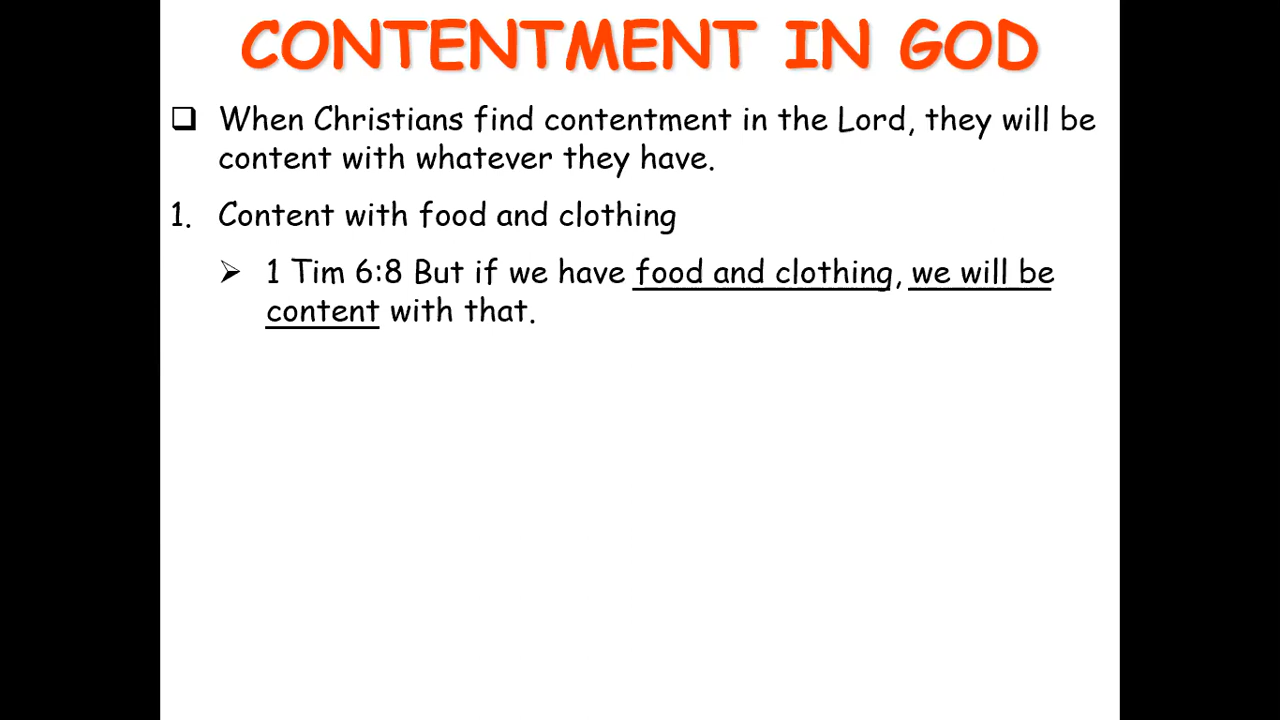 CONTENTMENT IN GOD
❑ When Christians find contentment in the Lord, they will be
content with whatever they have.
1. Content with food and clothing
➢ 1 Tim 6:8 But if we have food and clothing, we will be
content with that.